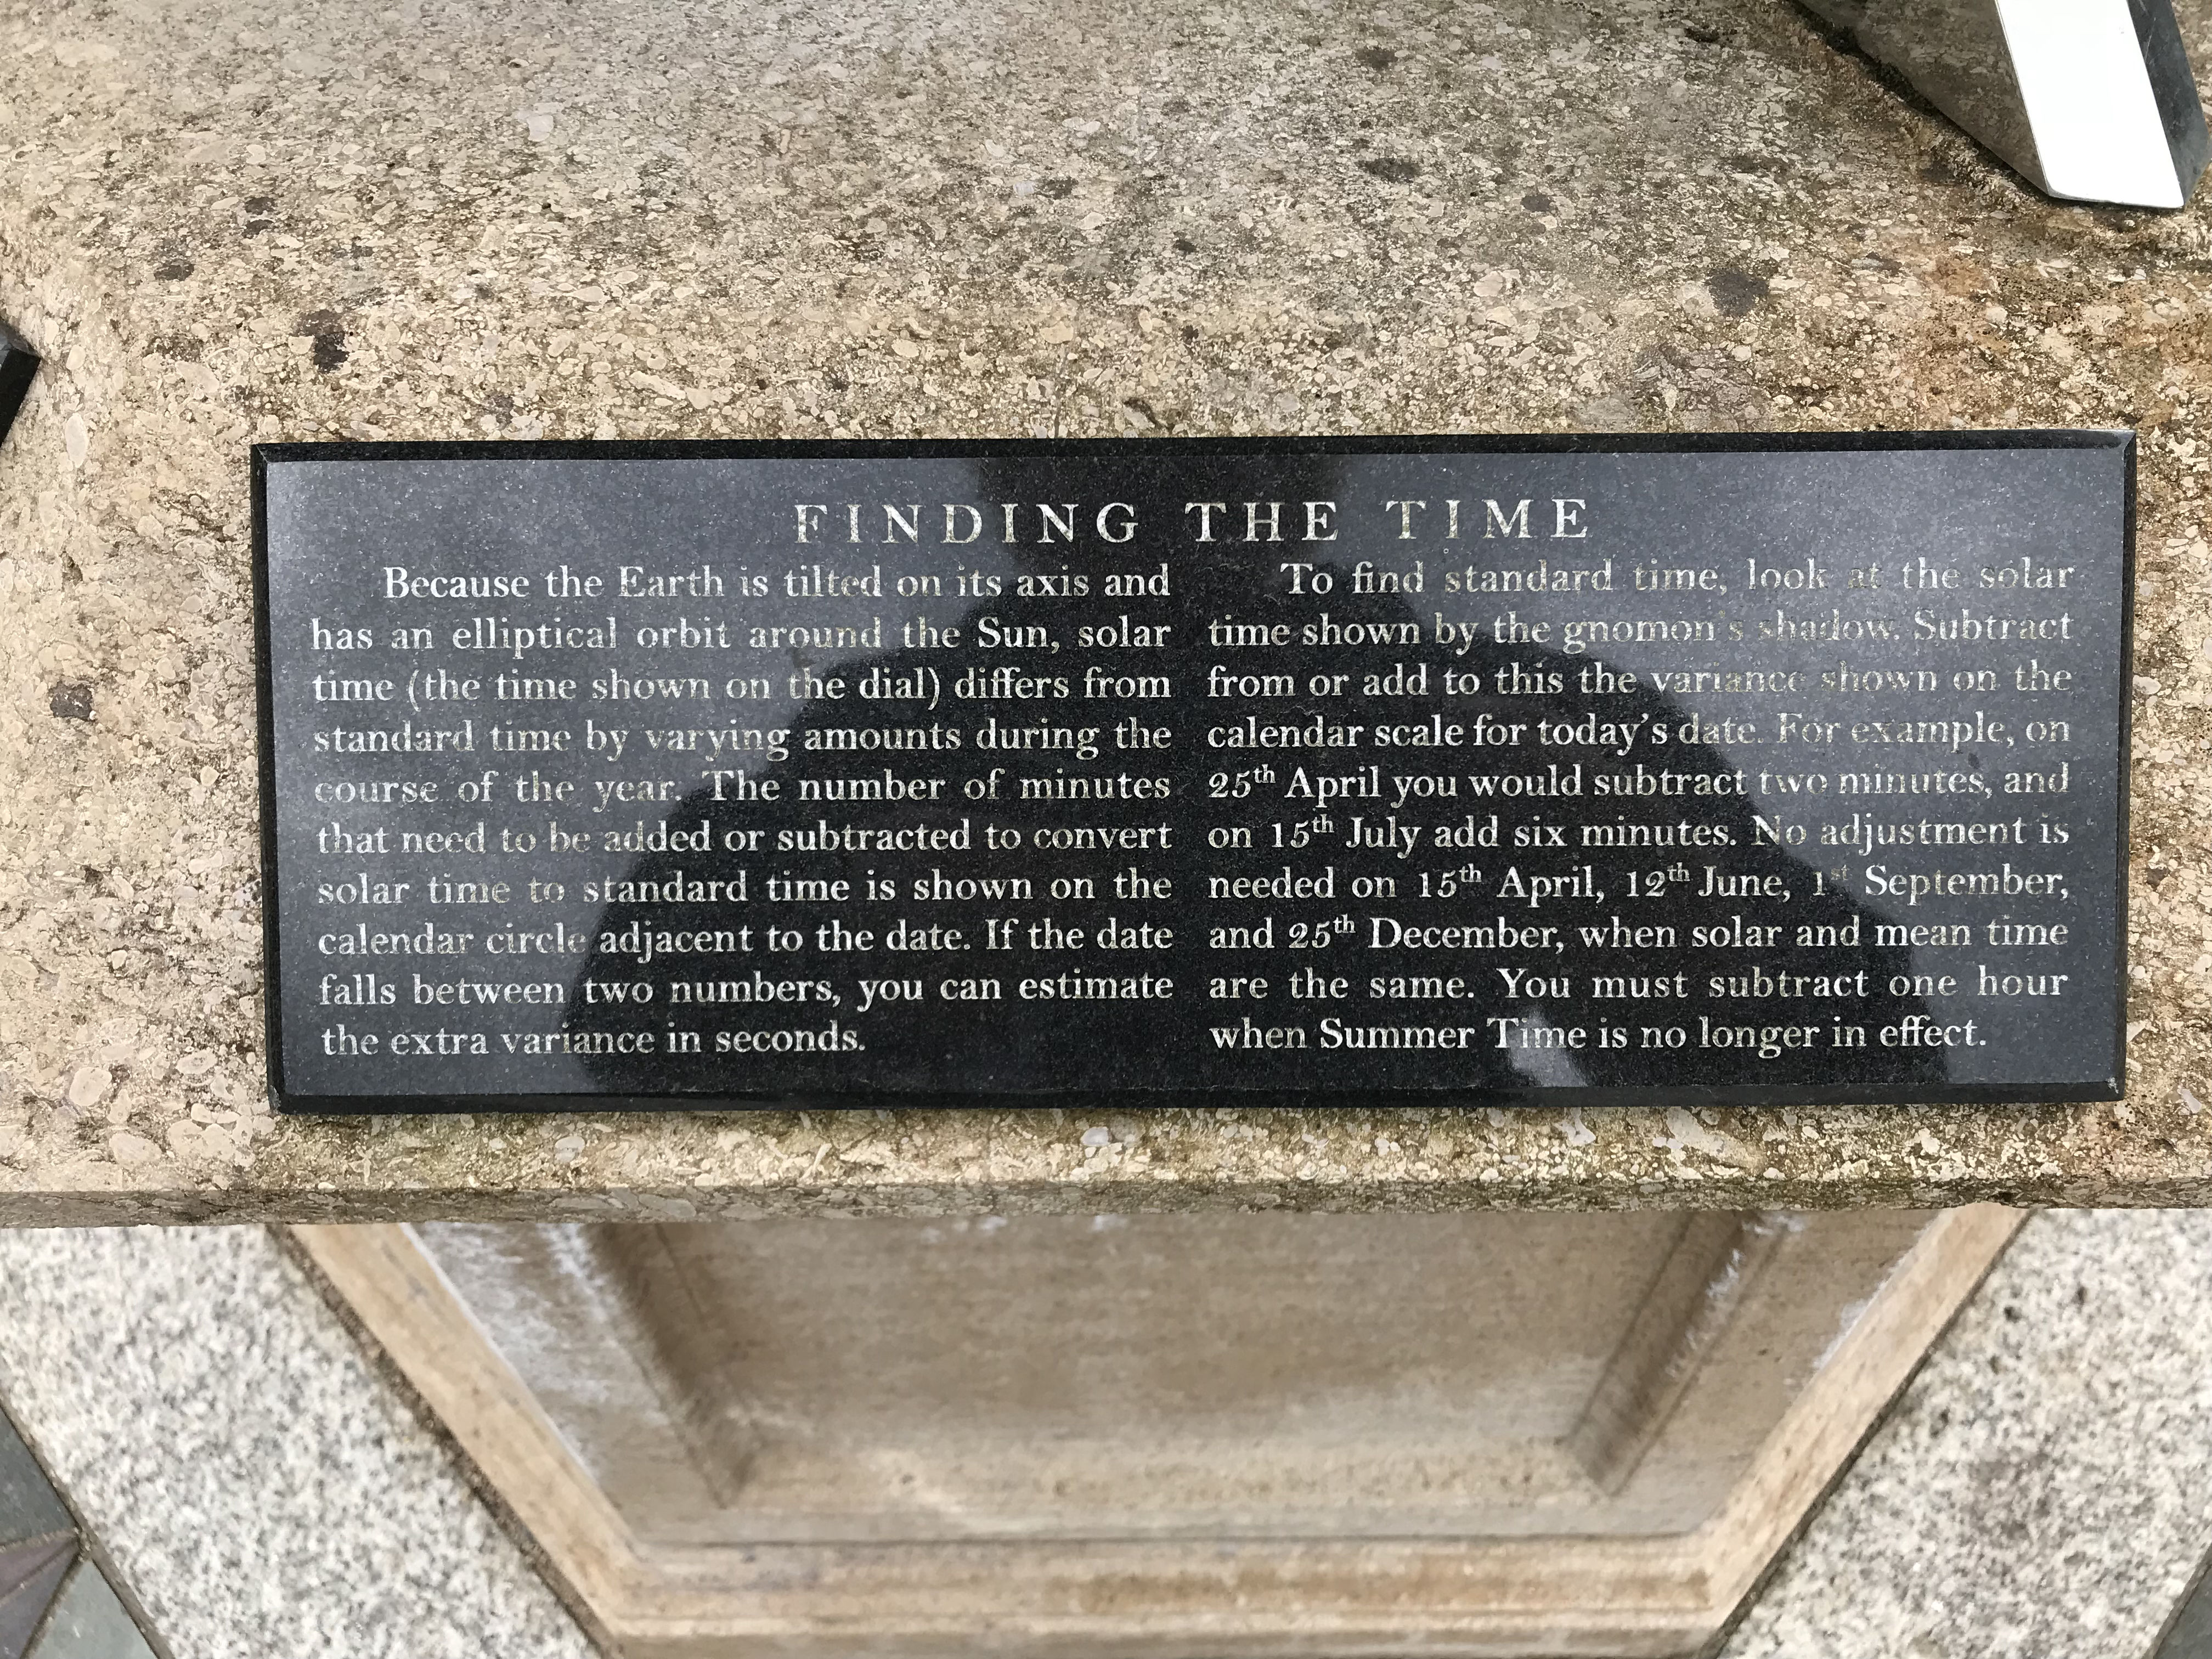 FINDING THE TIME
Because the Earth is tilted on its axis and
has an elliptical orbit around the Sun, solar
time (the time shown on the dial) differs from
standard time by varying amounts during the
course of the year. The number of minutes
that need to be added or subtracted to convert
solar time to standard time is shown on the
calendar circle adjacent to the date. If the date
falls between two numbers, you can estimate
the extra variance in seconds.
To find standard time, look at the solar
time shown by the gnomon's shadow. Subtract
from or add to this the variance shown on the
calendar scale for today's date. For example, on
25th April you would subtract two minutes, and
on 15th July add six minutes. No adjustment is
needed on 15th April, 12th June, 1st September,
and 25th December, when solar and mean time
are the same. You must subtract one hour
when Summer Time is no longer in effect.